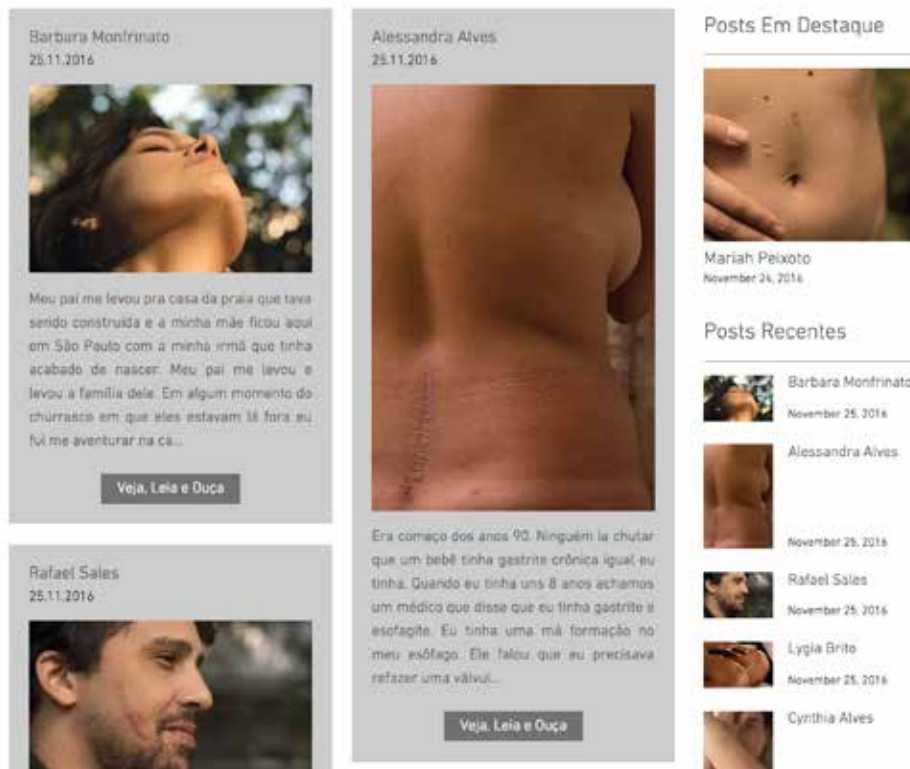 Barbara Monfrinato
25.11.2016
Meu pai me levou pra casa da praia que tava
sendo construída e a minha mãe ficou aqui
em São Paulo com a minha irmã que tinha
acabado de nascer. Meu pai me levou e
levou a família dele. Em algum momento do
churrasco em que eles estavam lá fora eu
fui me aventurar na ca...
Veja, Leia e Ouça
Rafael Sales
25.11.2016
Alessandra Alves
25.11.2016
Era começo dos anos 90. Ninguém ia chutar
que um bebê tinha gastrite crônica igual eu
tinha. Quando eu tinha uns 8 anos achamos
um médico que disse que eu tinha gastrite e
esofagite. Eu tinha uma má formação no
meu esôfago. Ele falou que eu precisava
refazer uma válvul...
Veja, Leia e Ouça
Posts Em Destaque
Mariah Peixoto
November 24, 2016
Posts Recentes
Barbara Monfrinato
November 25, 2016
Alessandra Alves
November 25, 2016
Rafael Sales
November 25, 2016
Lygia Brito
November 25, 2016
Cynthia Alves